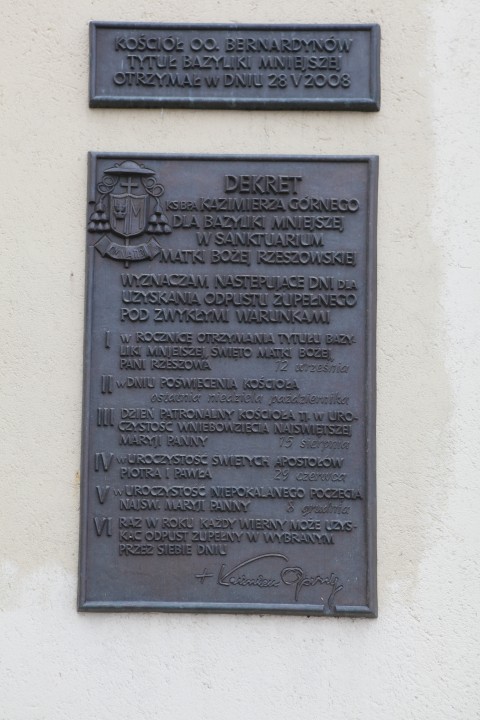 KOŚCIÓŁ OO. BERNARDYNÓW
TYTUŁ BAZYLIKI MNIEJSZEJ
OTRZYMAŁ W DNIU 28 V 2008
DEKRET
KS.BPA KAZIMIERZA GÓRNEGO
DLA BAZYLIKI MNIEJSZEJ
W SANKTUARIUM
MATKI BOŻEJ RZESZOWSKIEJ
WYZNACZAM NASTĘPUJĄCE DNI DLA
UZYSKANIA ODPUSTU ZUPEŁNEGO
POD ZWYKŁYMI WARUNKAMI
I W ROCZNICĘ OTRZYMANIA TYTUŁU BAZY-
LIKI MNIEJSZEJ, ŚWIĘTO MATKI BOŻEJ,
PANI RZESZOWA 12 września
II W DNIU POŚWIĘCENIA KOŚCIOŁA
ostatnia niedziela października
III DZIEŃ PATRONALNY KOŚCIOŁA TJ. W URO-
CZYSTOŚĆ WNIEBOWZIĘCIA NAJŚWIĘTSZEJ
MARYJI PANNY 15 sierpnia
IV W UROCZYSTOŚĆ ŚWIĘTYCH APOSTOŁÓW
PIOTRA I PAWŁA 29 czerwca
V W UROCZYSTOŚĆ NIEPOKALANEGO POCZĘCIA
NAJŚW. MARYJI PANNY 8 grudnia
VI RAZ W ROKU KAŻDY WIERNY MOŻE UZYS-
KAĆ ODPUST ZUPEŁNY W WYBRANYM
PRZEZ SIEBIE DNIU
+ Kazimierz Górny